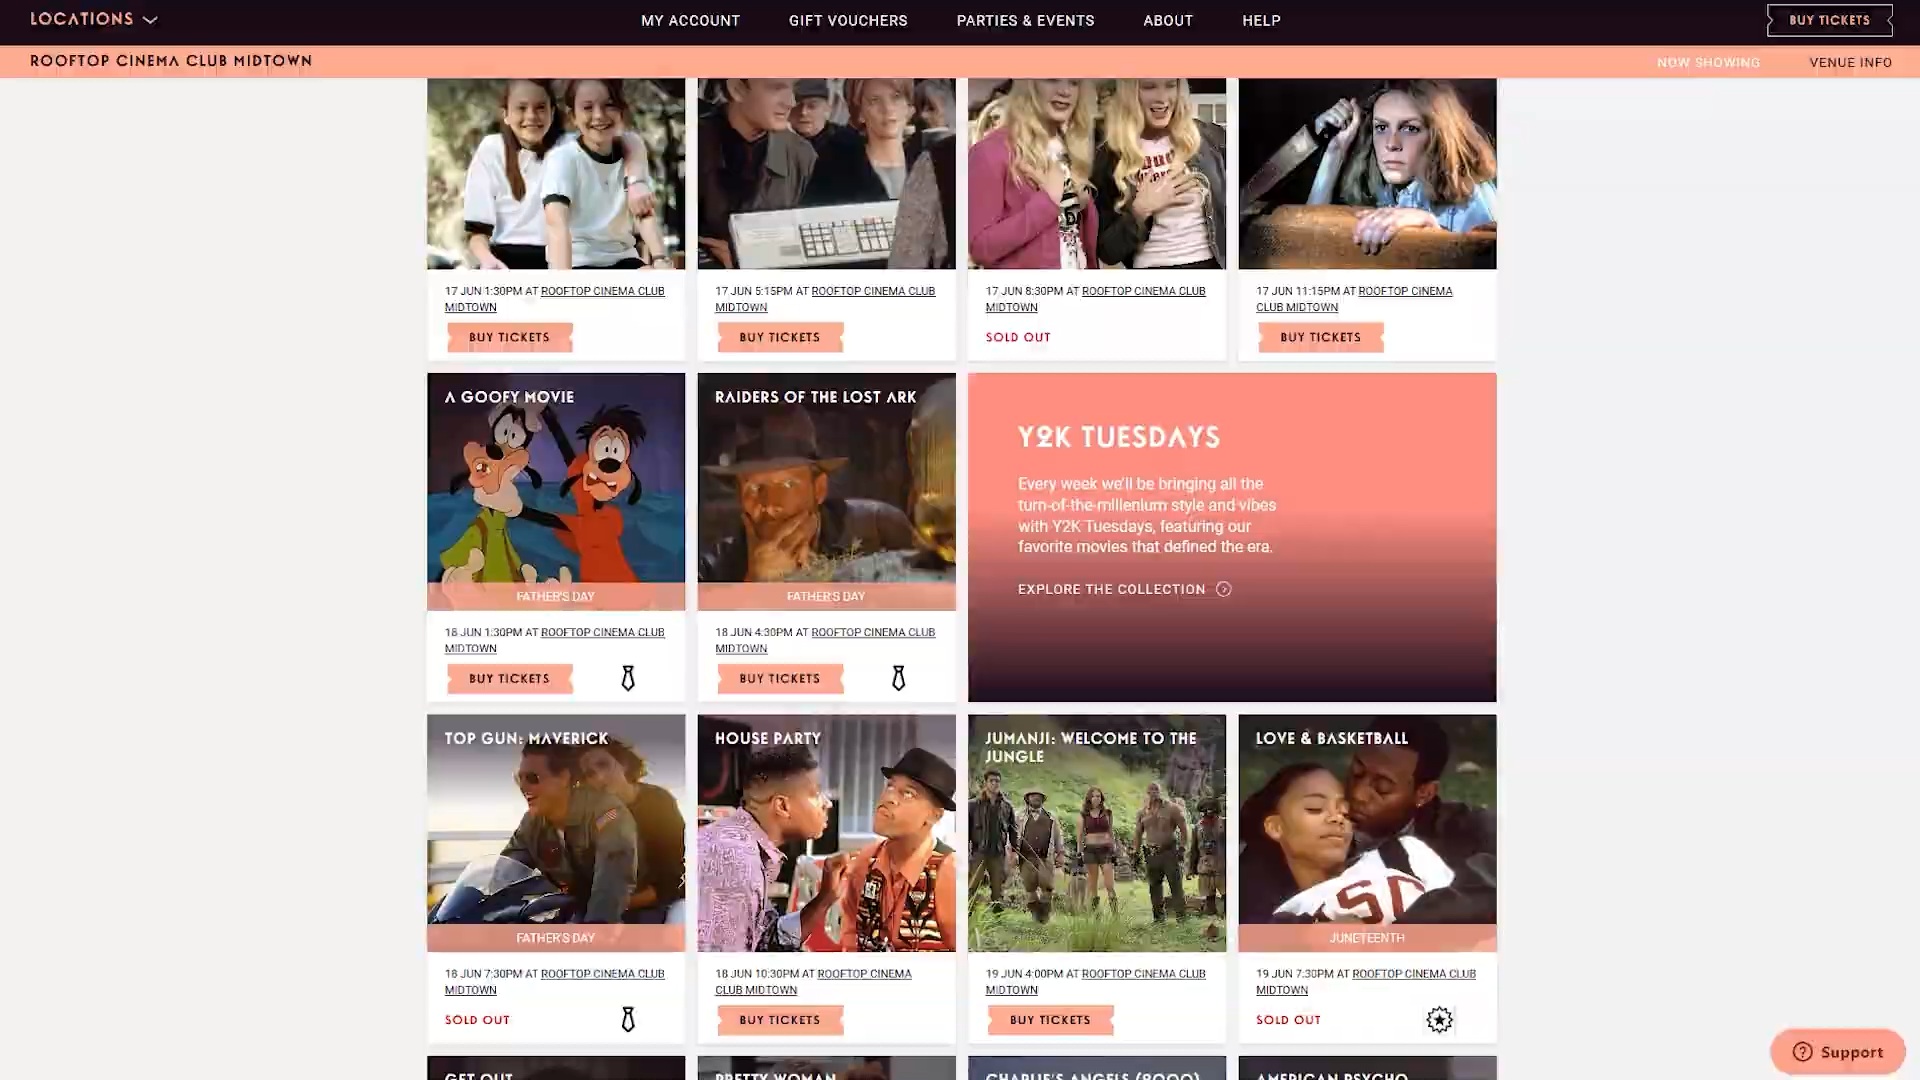 LOCATIONS
MY ACCOUNT
GIFT VOUCHERS
PARTIES & EVENTS
ABOUT
HELP
BUY TICKETS
ROOFTOP CINEMA CLUB MIDTOWN
NOW SHOWING
VENUE INFO
17 JUN 1:30PM AT ROOFTOP CINEMA CLUB
MIDTOWN
BUY TICKETS
17 JUN 5:15PM AT ROOFTOP CINEMA CLUB
MIDTOWN
BUY TICKETS
17 JUN 8:30PM AT ROOFTOP CINEMA CLUB
MIDTOWN
SOLD OUT
17 JUN 11:15PM AT ROOFTOP CINEMA
CLUB MIDTOWN
BUY TICKETS
A GOOFY MOVIE
FATHER'S DAY
18 JUN 1:30PM AT ROOFTOP CINEMA CLUB
MIDTOWN
BUY TICKETS
RAIDERS OF THE LOST ARK
FATHER'S DAY
18 JUN 4:30PM AT ROOFTOP CINEMA CLUB
MIDTOWN
BUY TICKETS
Y2K TUESDAYS
Every week we'll be bringing all the
turn-of-the-millenium style and vibes
with Y2K Tuesdays, featuring our
favorite movies that defined the era.
EXPLORE THE COLLECTION
TOP GUN: MAVERICK
FATHER'S DAY
18 JUN 7:30PM AT ROOFTOP CINEMA CLUB
MIDTOWN
SOLD OUT
HOUSE PARTY
18 JUN 10:30PM AT ROOFTOP CINEMA
CLUB MIDTOWN
BUY TICKETS
JUMANJI: WELCOME TO THE
JUNGLE
19 JUN 4:00PM AT ROOFTOP CINEMA CLUB
MIDTOWN
BUY TICKETS
LOVE & BASKETBALL
JUNETEENTH
19 JUN 7:30PM AT ROOFTOP CINEMA CLUB
MIDTOWN
SOLD OUT
GET OUT
PRETTY WOMAN
CHARLIE'S ANGELS (2000)
AMERICAN PSYCHO
Support